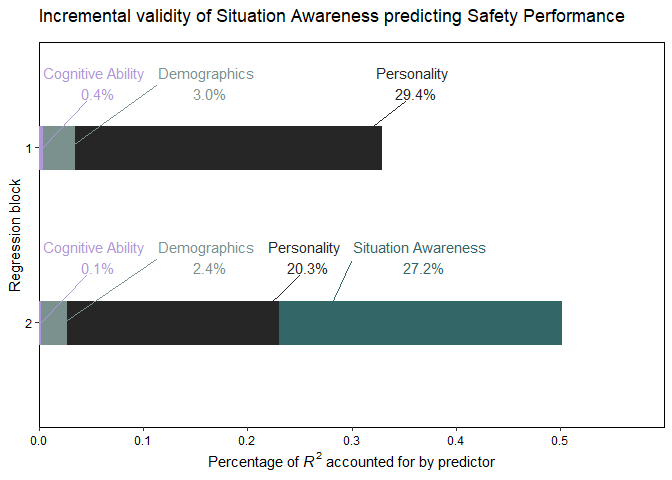 Incremental validity of Situation Awareness predicting Safety Performance
Cognitive Ability Demographics Personality
0.4% 3.0% 29.4%
1
Cognitive Ability Demographics Personality Situation Awareness
0.1% 2.4% 20.3% 27.2%
2
Regression block
0.0 0.1 0.2 0.3 0.4 0.5
Percentage of R² accounted for by predictor